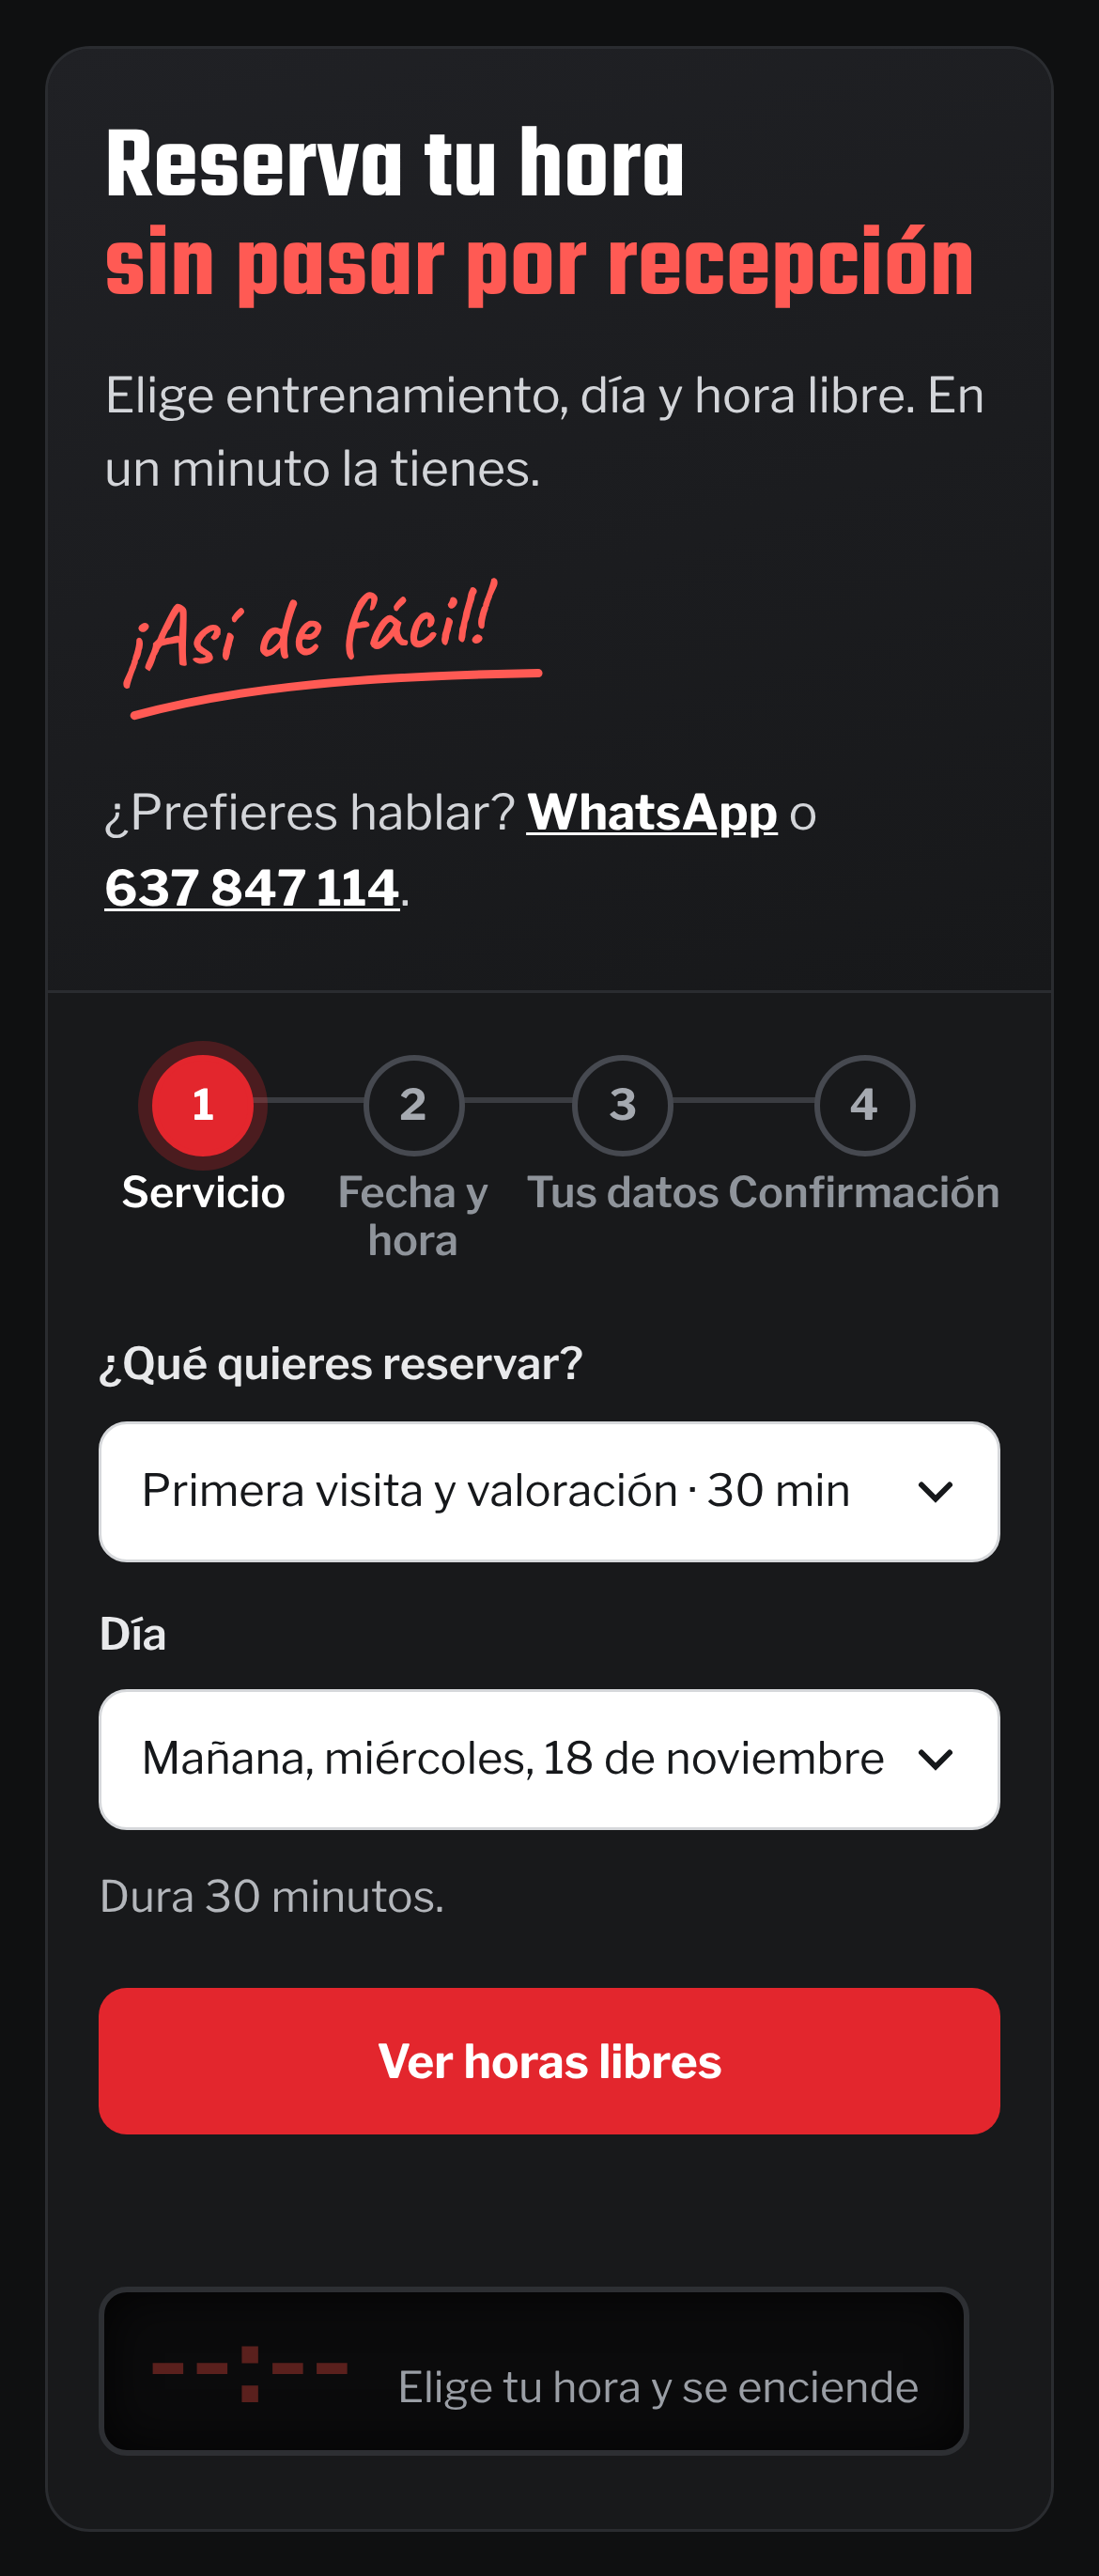 Reserva tu hora
sin pasar por recepción
Elige entrenamiento, día y hora libre. En
un minuto la tienes.
¡Así de fácil!
¿Prefieres hablar? WhatsApp o
637 847 114.
1 2 3 4
Servicio Fecha y hora Tus datos Confirmación
¿Qué quieres reservar?
Primera visita y valoración · 30 min
Día
Mañana, miércoles, 18 de noviembre
Dura 30 minutos.
Ver horas libres
--:-- Elige tu hora y se enciende